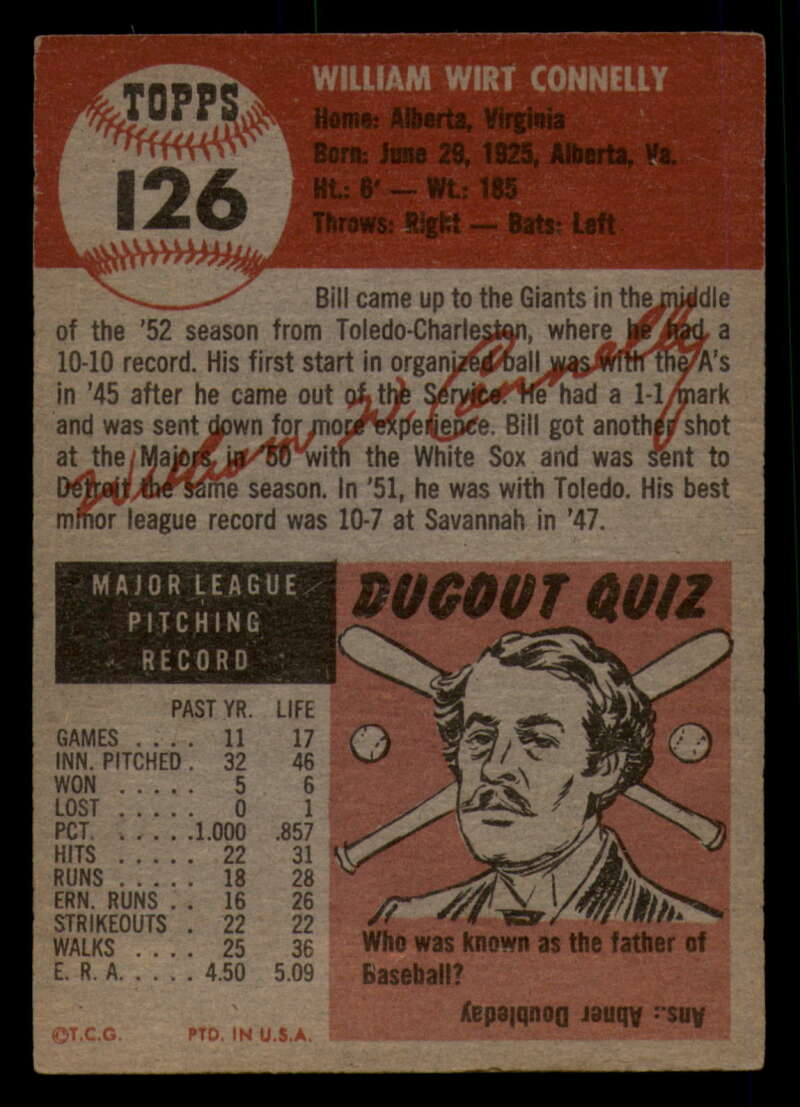 TOPPS
126
WILLIAM WIRT CONNELLY
Home: Alberta, Virginia
Born: June 29, 1925, Alberta, Va.
Ht.: 6' — Wt.: 185
Throws: Right — Bats: Left
Bill came up to the Giants in the middle
of the '52 season from Toledo-Charleston, where he had a
10-10 record. His first start in organized ball was with the A's
in '45 after he came out of the Service. He had a 1-1 mark
and was sent down for more experience. Bill got another shot
at the Majors in '50 with the White Sox and was sent to
Detroit the same season. In '51, he was with Toledo. His best
minor league record was 10-7 at Savannah in '47.
William W. Connelly
MAJOR LEAGUE
PITCHING
RECORD
PAST YR. LIFE
GAMES . . . . 11 17
INN. PITCHED . 32 46
WON . . . . . 5 6
LOST . . . . . 0 1
PCT. . . . . .1.000 .857
HITS . . . . . 22 31
RUNS . . . . . 18 28
ERN. RUNS . . 16 26
STRIKEOUTS . 22 22
WALKS . . . . 25 36
E. R. A. . . . . 4.50 5.09
©T.C.G. PTD. IN U.S.A.
DUGOUT QUIZ
Who was known as the father of
Baseball?
Ans.: Abner Doubleday